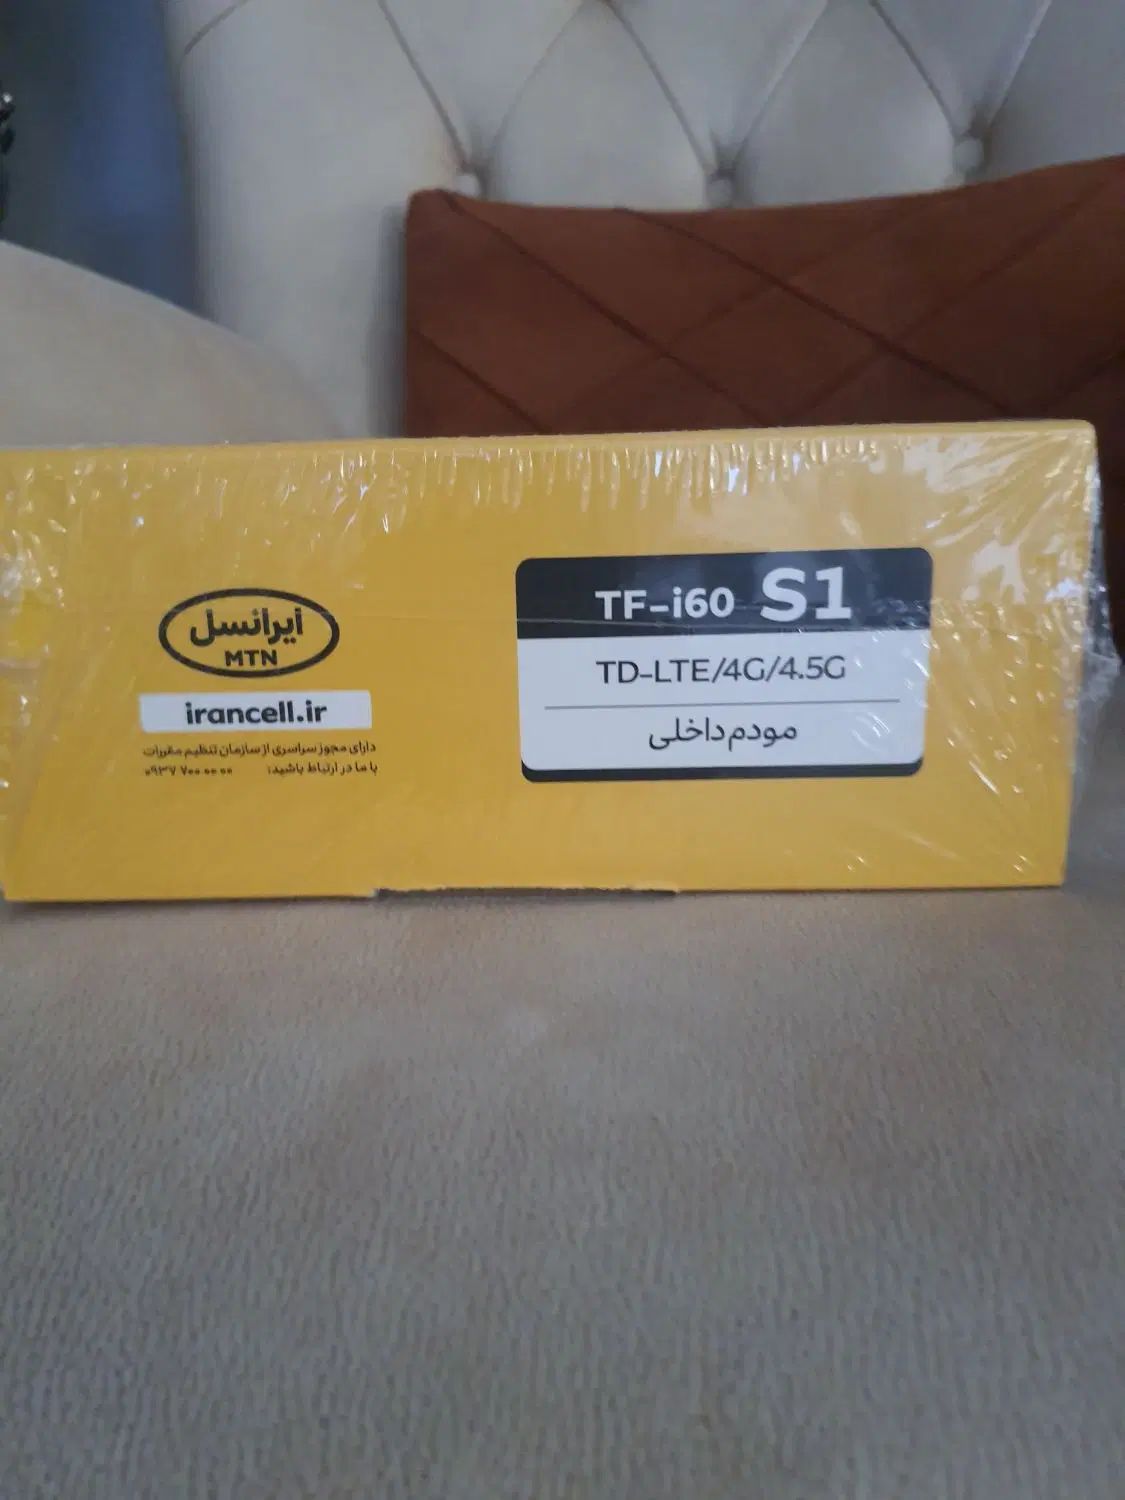 ایرانسل
MTN
irancell.ir
دارای مجوز سراسری از سازمان تنظیم مقررات
با ما در ارتباط باشید: ۰۹۳۷ ۷۰۰ ۰۰ ۰۰
TF-i60 S1
TD-LTE/4G/4.5G
مودم داخلی